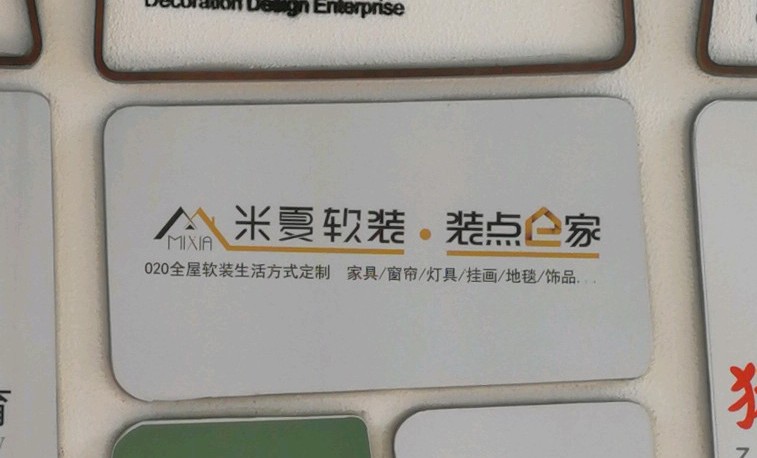 Decoration Design Enterprise
MIXIA
米夏软装·装点e家
020全屋软装生活方式定制 家具/窗帘/灯具/挂画/地毯/饰品...